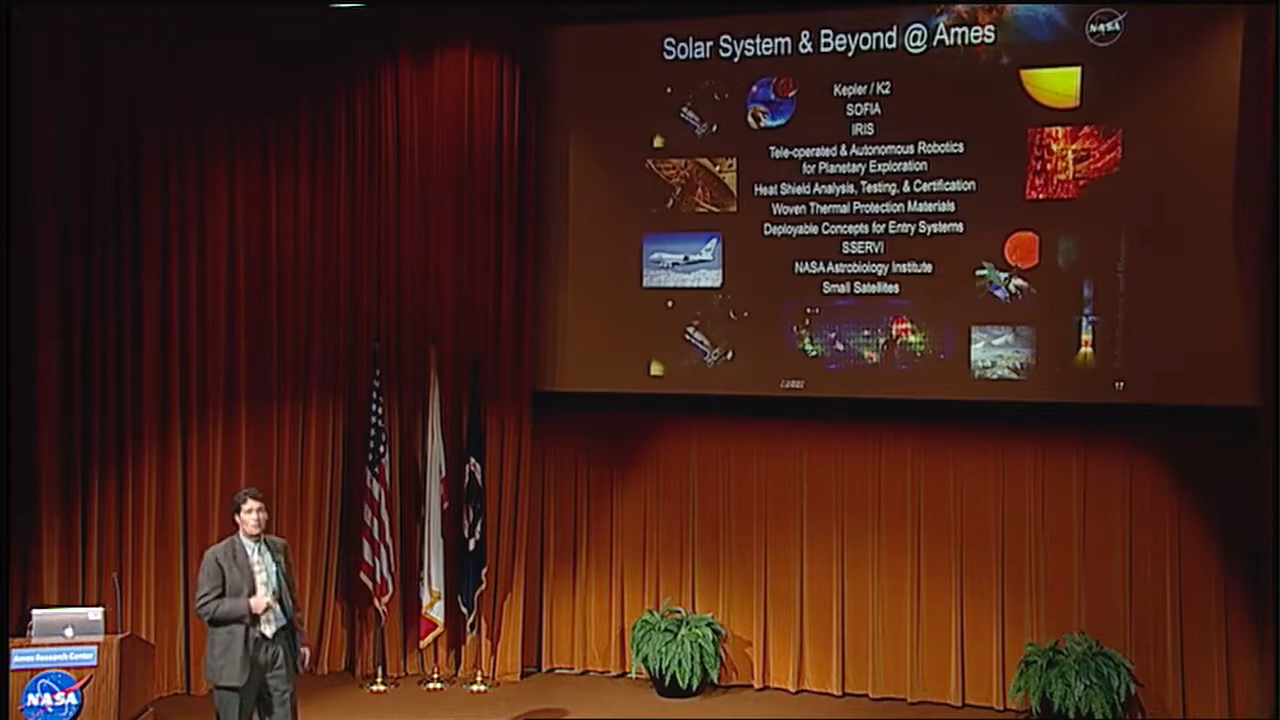 Solar System & Beyond @ Ames
NASA
Kepler / K2
SOFIA
IRIS
Tele-operated & Autonomous Robotics
for Planetary Exploration
Heat Shield Analysis, Testing, & Certification
Woven Thermal Protection Materials
Deployable Concepts for Entry Systems
SSERVI
NASA Astrobiology Institute
Small Satellites
17
Ames Research Center
NASA